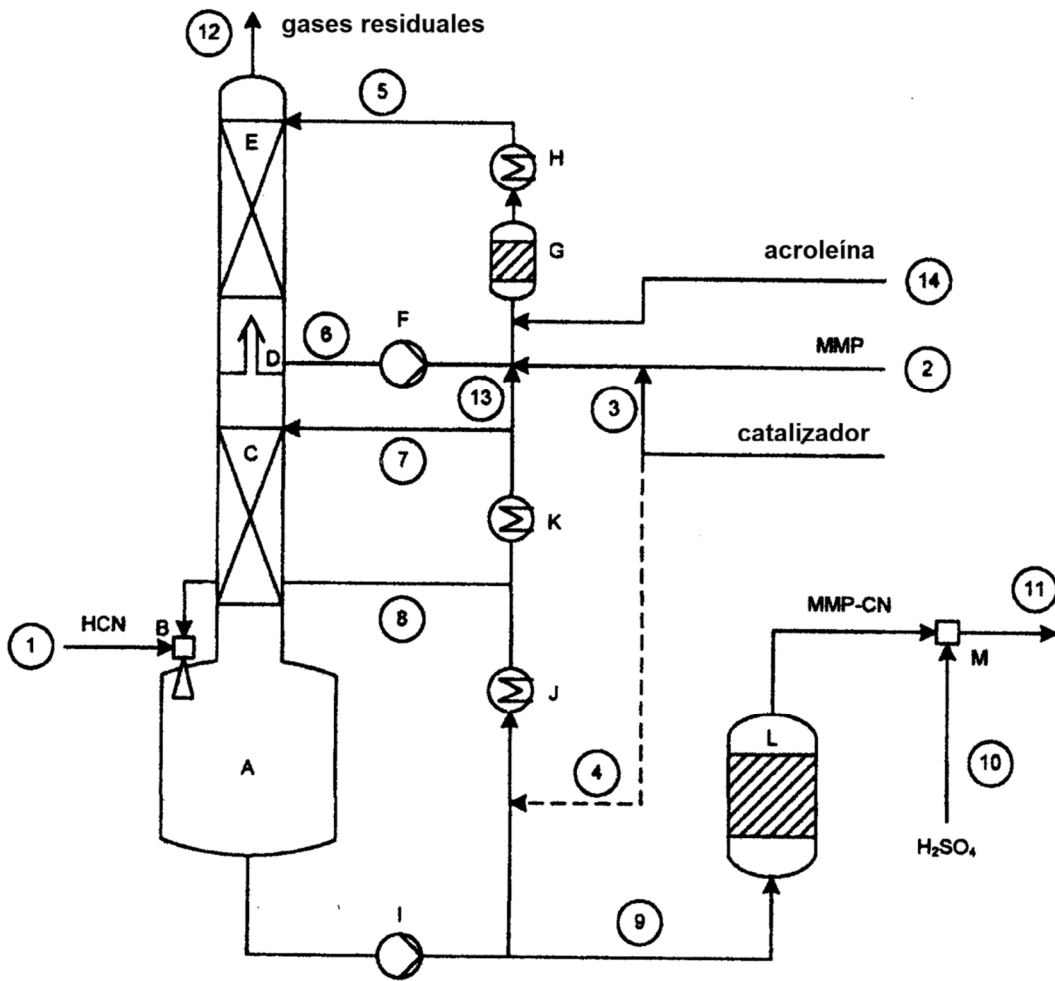 12
gases residuales
5
E
H
G
acroleína
14
6
F
D
MMP
2
13
3
catalizador
7
C
K
HCN
B
1
8
MMP-CN
11
M
J
L
A
4
10
H₂SO₄
I
9